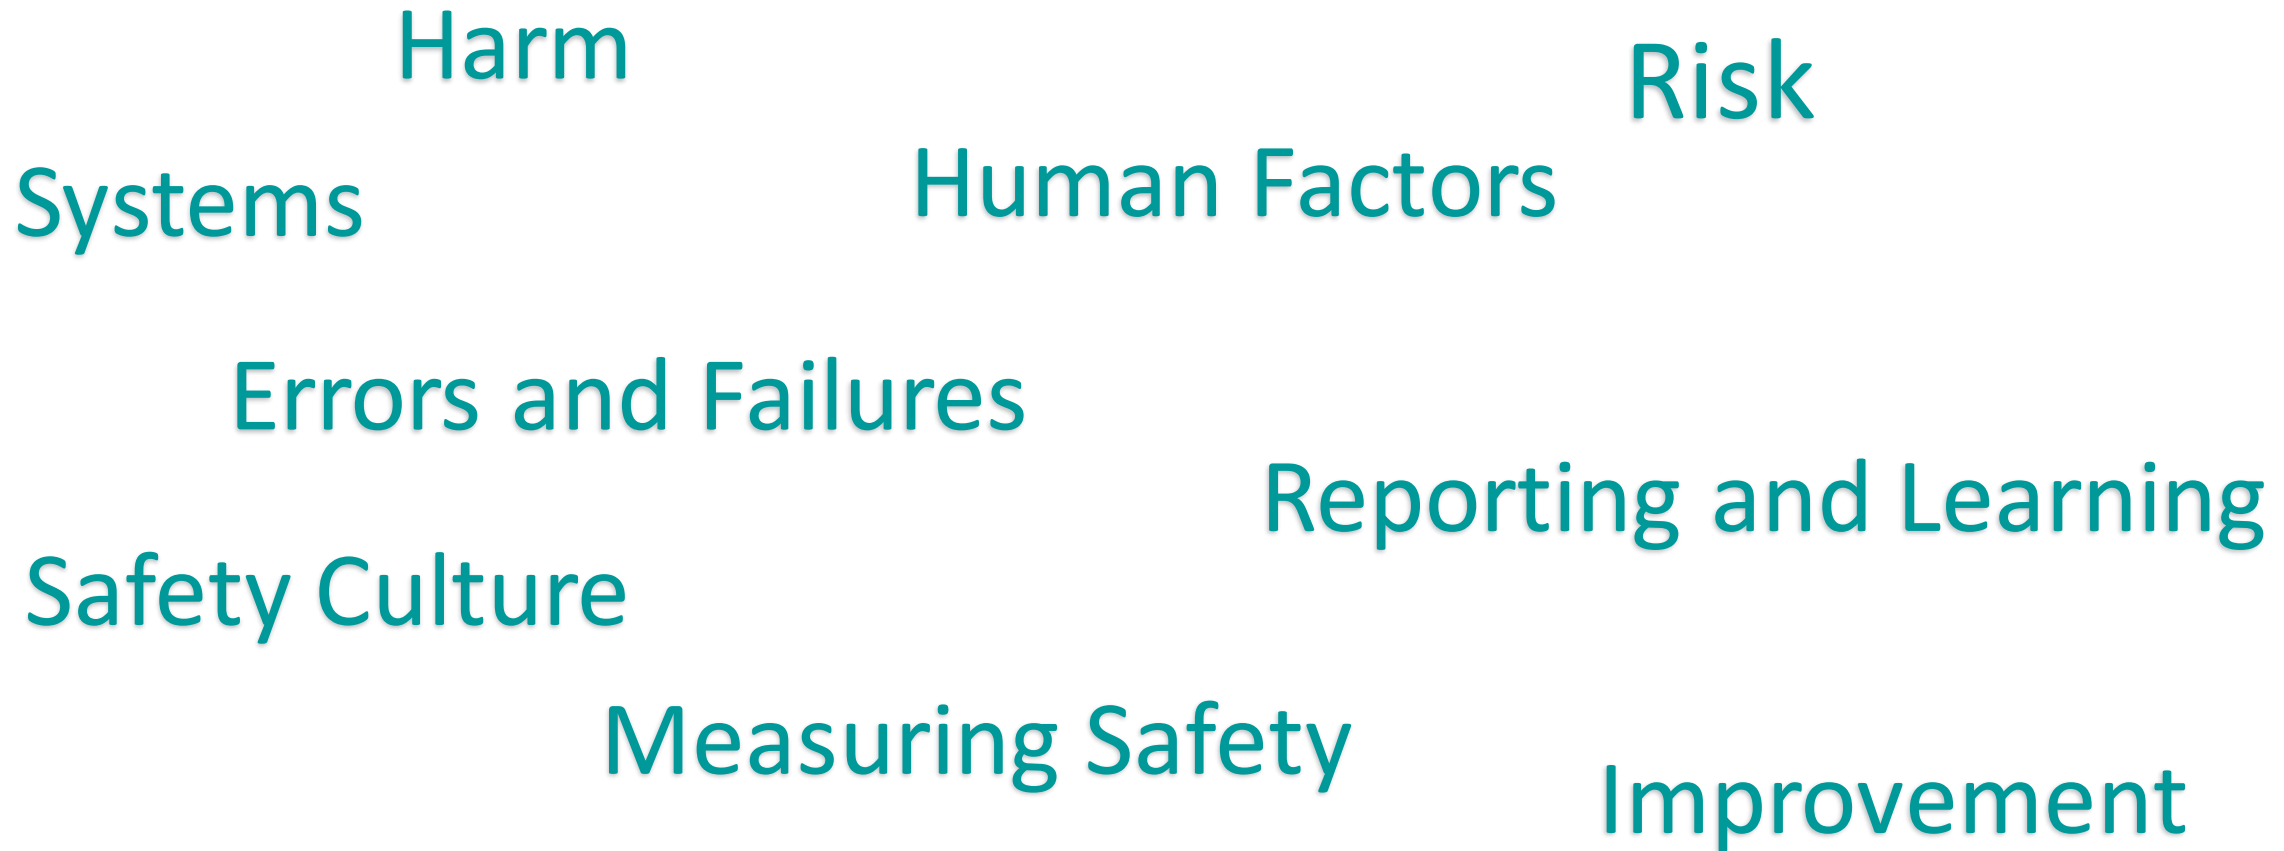 Harm
Risk
Human Factors
Systems
Errors and Failures
Reporting and Learning
Safety Culture
Measuring Safety
Improvement